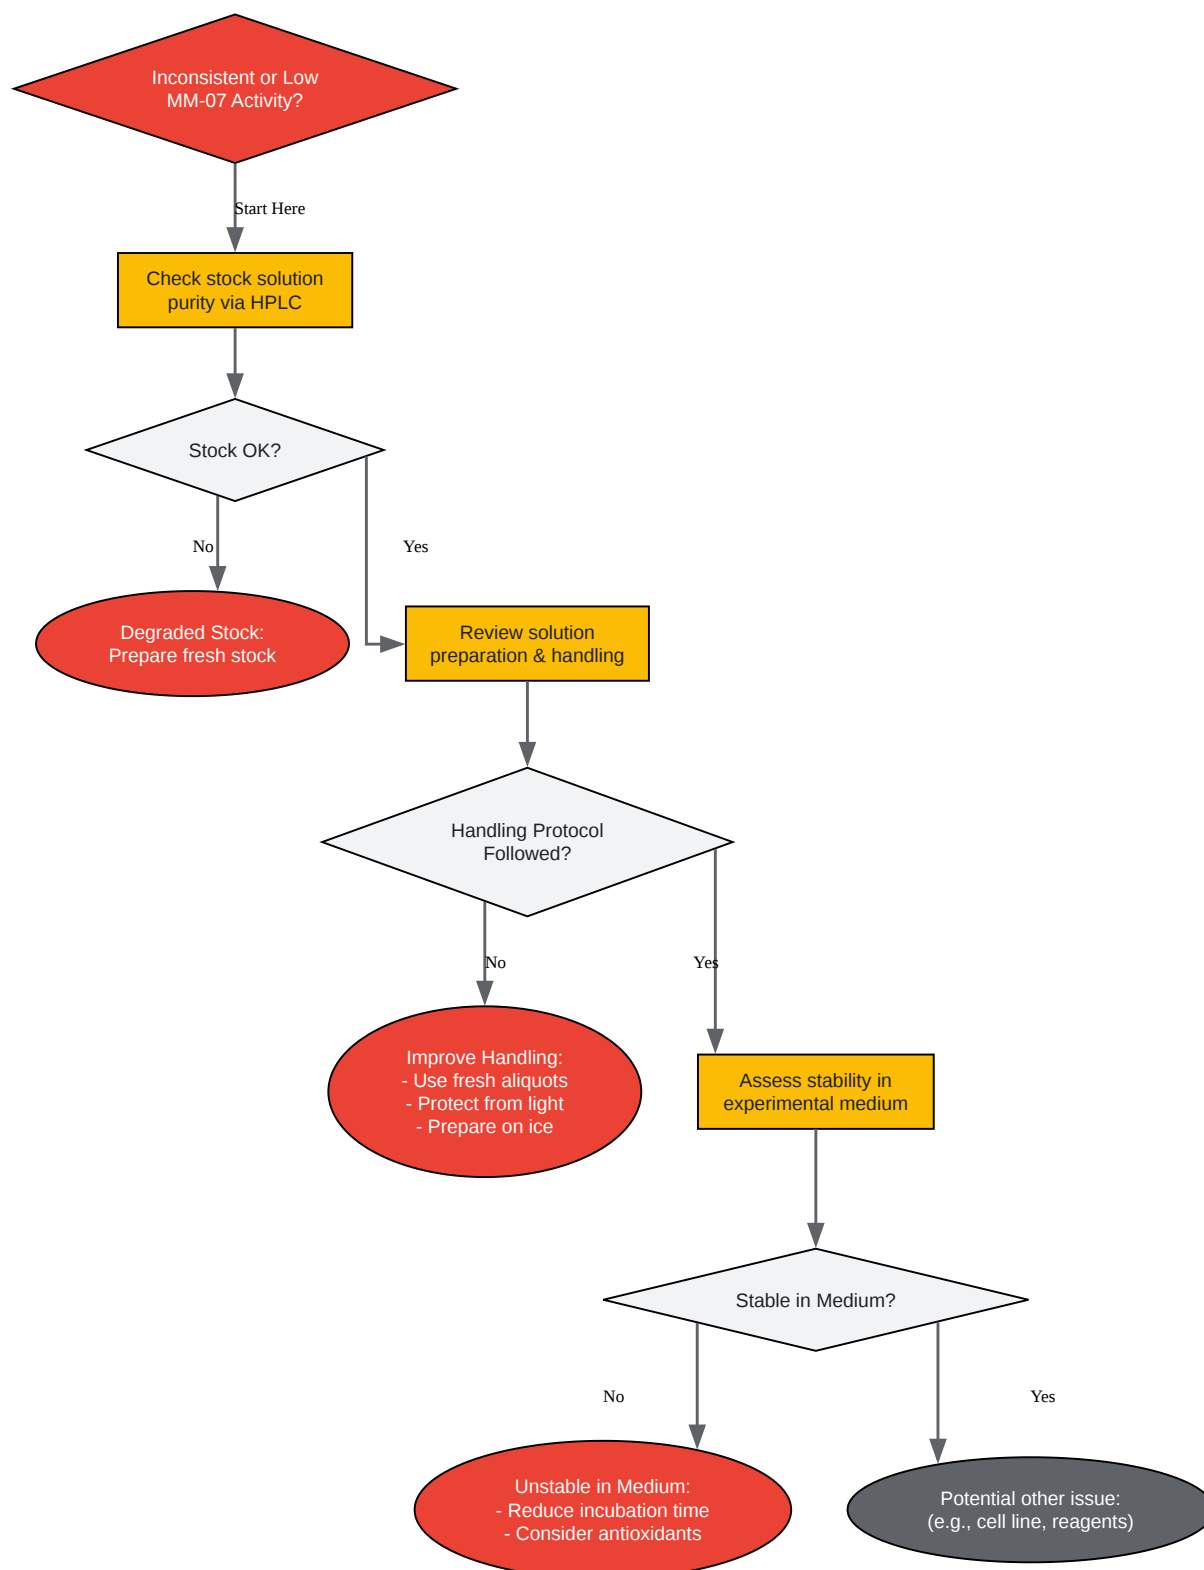 Inconsistent or Low
MM-07 Activity?
Start Here
Check stock solution
purity via HPLC
Stock OK?
No
Yes
Degraded Stock:
Prepare fresh stock
Review solution
preparation & handling
Handling Protocol
Followed?
No
Yes
Improve Handling:
- Use fresh aliquots
- Protect from light
- Prepare on ice
Assess stability in
experimental medium
Stable in Medium?
No
Yes
Unstable in Medium:
- Reduce incubation time
- Consider antioxidants
Potential other issue:
(e.g., cell line, reagents)